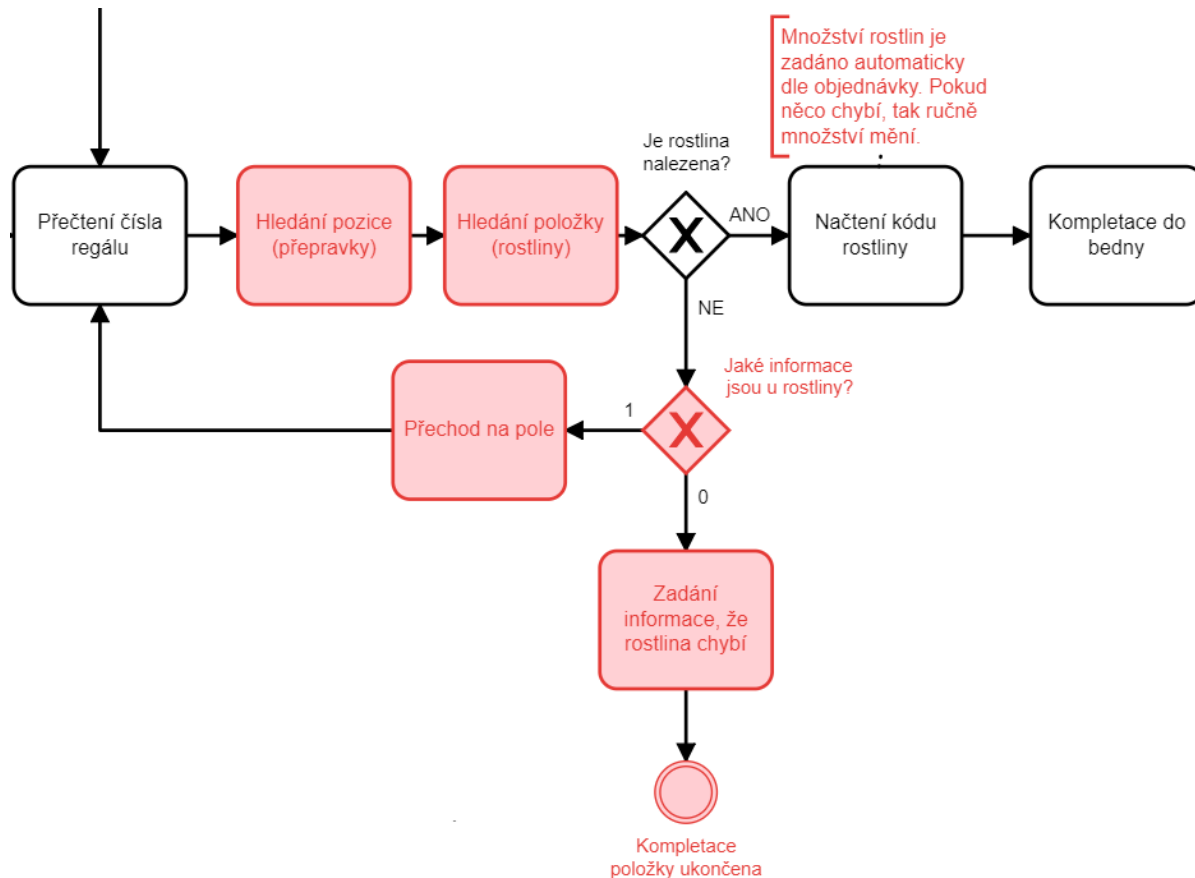 Množství rostlin je
zadáno automaticky
dle objednávky. Pokud
něco chybí, tak ručně
množství mění.
Je rostlina
nalezena?
Přečtení čísla
regálu
Hledání pozice
(přepravky)
Hledání položky
(rostliny)
X
ANO
Načtení kódu
rostliny
Kompletace do
bedny
NE
Jaké informace
jsou u rostliny?
Přechod na pole
1
X
0
Zadání
informace, že
rostlina chybí
Kompletace
položky ukončena